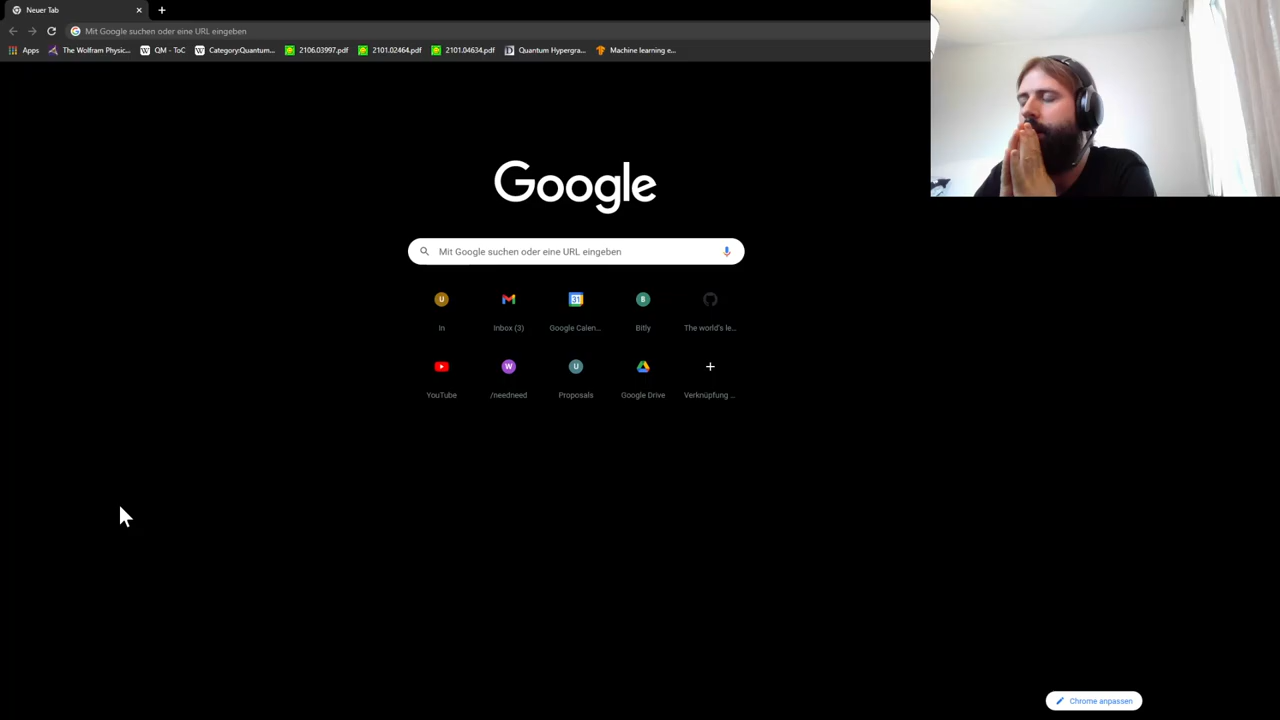 Neuer Tab
Mit Google suchen oder eine URL eingeben
Apps The Wolfram Physic... QM - ToC Category:Quantum... 2106.03997.pdf 2101.02464.pdf 2101.04634.pdf Quantum Hypergra... Machine learning e...
Google
Mit Google suchen oder eine URL eingeben
U 31 B
In Inbox (3) Google Calen... Bitly The world's le...
W U
YouTube /needneed Proposals Google Drive Verknüpfung ...
Chrome anpassen